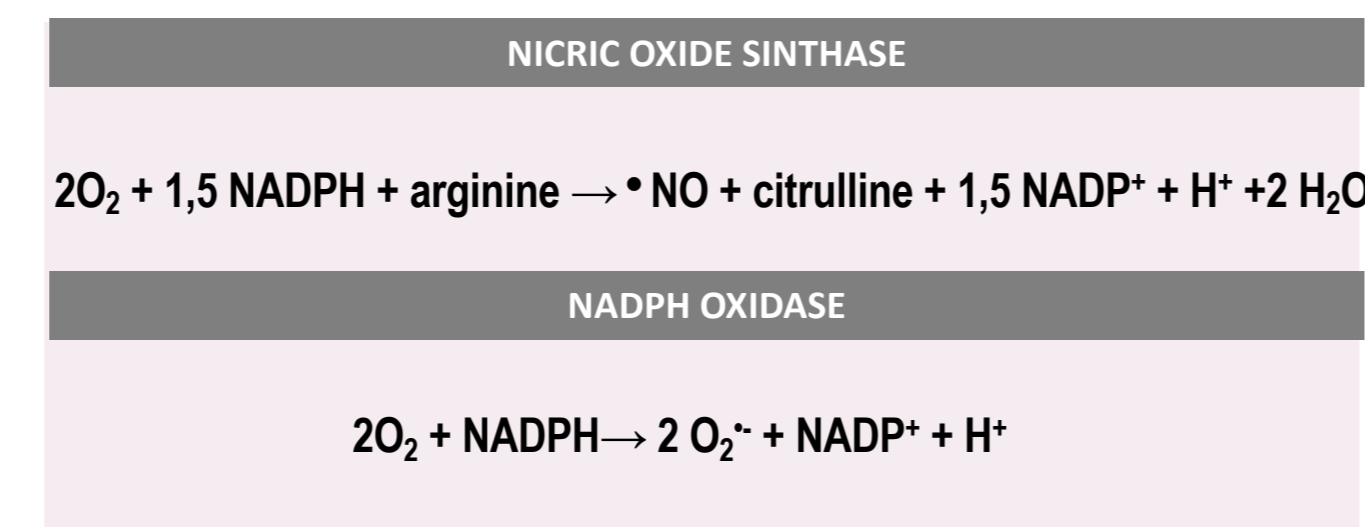 NICRIC OXIDE SINTHASE
2O₂ + 1,5 NADPH + arginine → • NO + citrulline + 1,5 NADP⁺ + H⁺ +2 H₂O
NADPH OXIDASE
2O₂ + NADPH→ 2 O₂•⁻ + NADP⁺ + H⁺